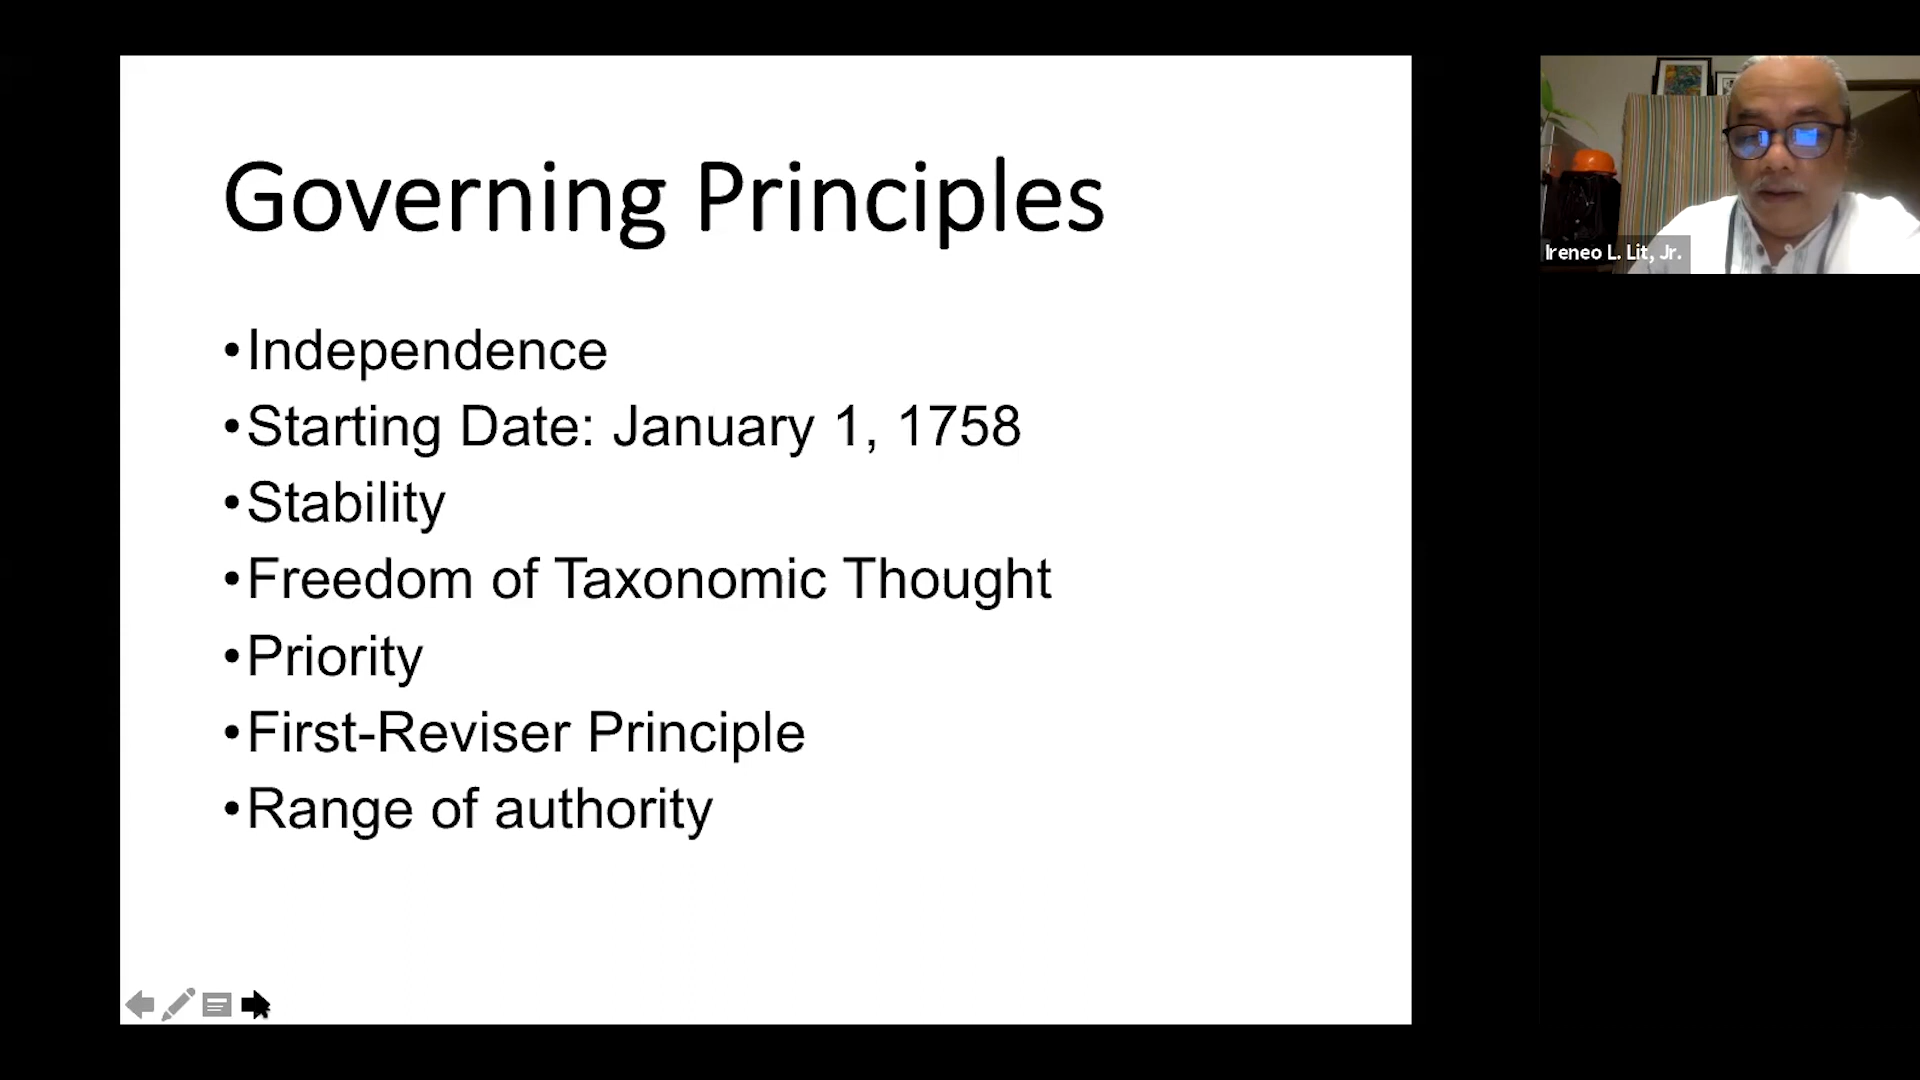 Governing Principles
•Independence
•Starting Date: January 1, 1758
•Stability
•Freedom of Taxonomic Thought
•Priority
•First-Reviser Principle
•Range of authority
Ireneo L. Lit, Jr.